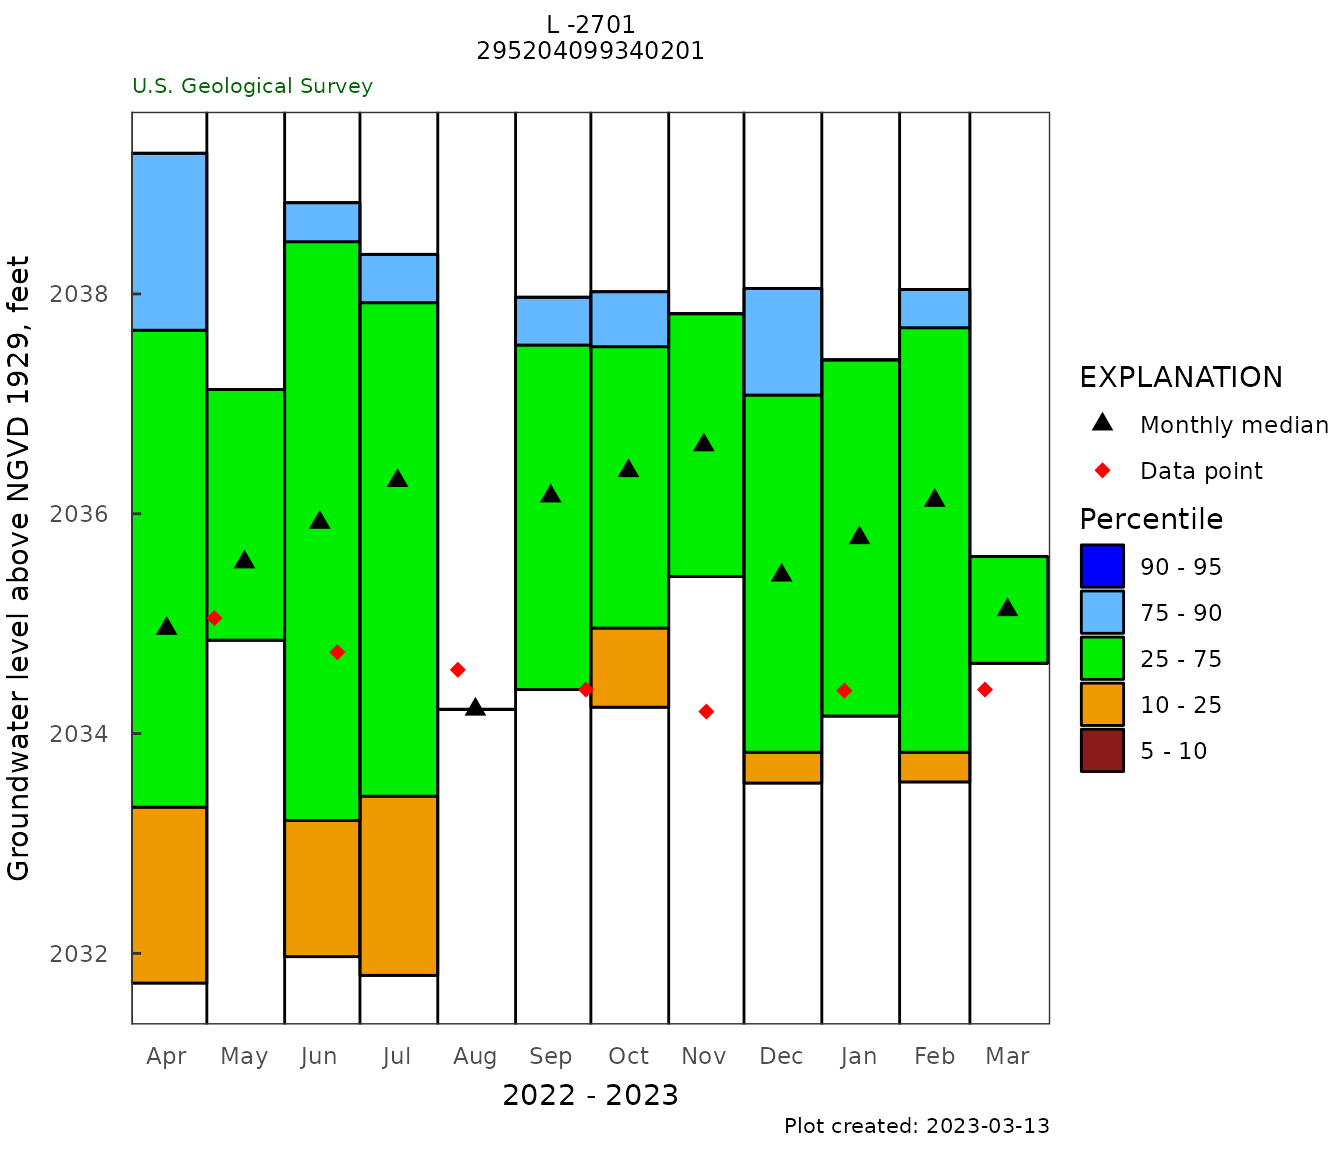 L -2701
295204099340201
U.S. Geological Survey
Groundwater level above NGVD 1929, feet
2038
2036
2034
2032
Apr May Jun Jul Aug Sep Oct Nov Dec Jan Feb Mar
2022 - 2023
EXPLANATION
Monthly median
Data point
Percentile
90 - 95
75 - 90
25 - 75
10 - 25
5 - 10
Plot created: 2023-03-13